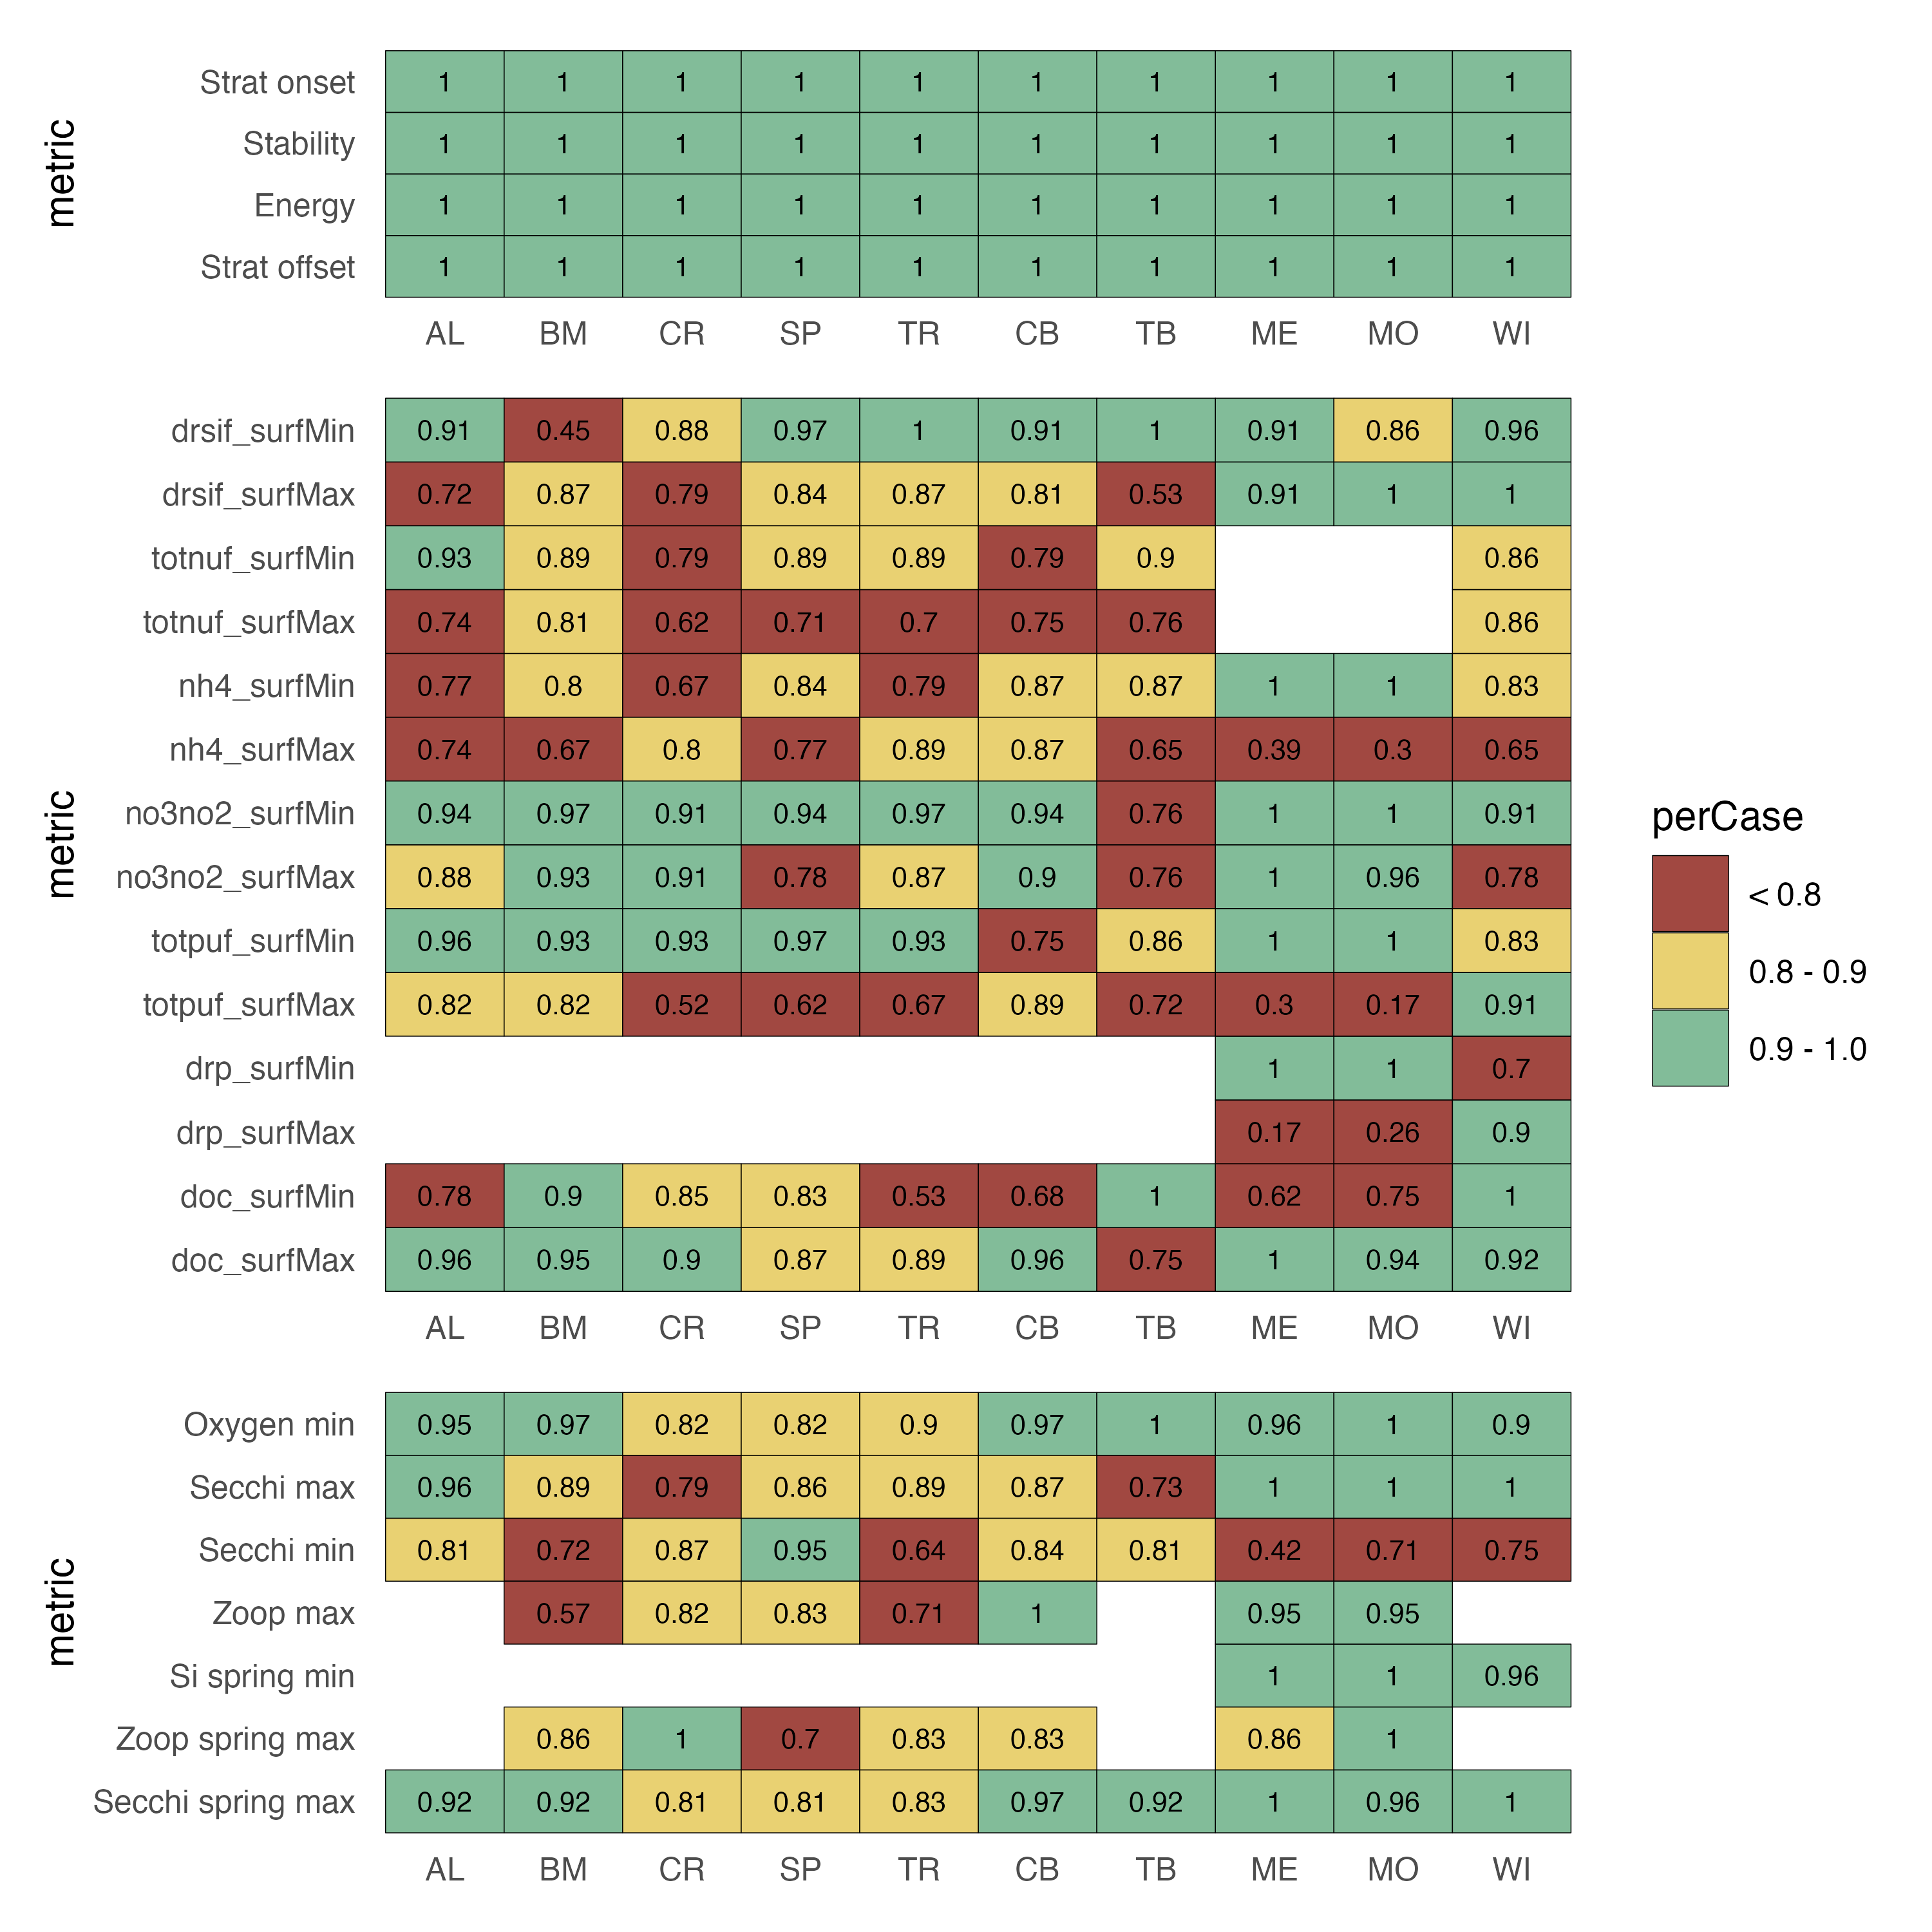 metric
Strat onset 1 1 1 1 1 1 1 1 1 1
Stability 1 1 1 1 1 1 1 1 1 1
Energy 1 1 1 1 1 1 1 1 1 1
Strat offset 1 1 1 1 1 1 1 1 1 1
AL BM CR SP TR CB TB ME MO WI
metric
drsif_surfMin 0.91 0.45 0.88 0.97 1 0.91 1 0.91 0.86 0.96
drsif_surfMax 0.72 0.87 0.79 0.84 0.87 0.81 0.53 0.91 1 1
totnuf_surfMin 0.93 0.89 0.79 0.89 0.89 0.79 0.9 0.86
totnuf_surfMax 0.74 0.81 0.62 0.71 0.7 0.75 0.76 0.86
nh4_surfMin 0.77 0.8 0.67 0.84 0.79 0.87 0.87 1 1 0.83
nh4_surfMax 0.74 0.67 0.8 0.77 0.89 0.87 0.65 0.39 0.3 0.65
no3no2_surfMin 0.94 0.97 0.91 0.94 0.97 0.94 0.76 1 1 0.91
no3no2_surfMax 0.88 0.93 0.91 0.78 0.87 0.9 0.76 1 0.96 0.78
totpuf_surfMin 0.96 0.93 0.93 0.97 0.93 0.75 0.86 1 1 0.83
totpuf_surfMax 0.82 0.82 0.52 0.62 0.67 0.89 0.72 0.3 0.17 0.91
drp_surfMin 1 1 0.7
drp_surfMax 0.17 0.26 0.9
doc_surfMin 0.78 0.9 0.85 0.83 0.53 0.68 1 0.62 0.75 1
doc_surfMax 0.96 0.95 0.9 0.87 0.89 0.96 0.75 1 0.94 0.92
AL BM CR SP TR CB TB ME MO WI
metric
Oxygen min 0.95 0.97 0.82 0.82 0.9 0.97 1 0.96 1 0.9
Secchi max 0.96 0.89 0.79 0.86 0.89 0.87 0.73 1 1 1
Secchi min 0.81 0.72 0.87 0.95 0.64 0.84 0.81 0.42 0.71 0.75
Zoop max 0.57 0.82 0.83 0.71 1 0.95 0.95
Si spring min 1 1 0.96
Zoop spring max 0.86 1 0.7 0.83 0.83 0.86 1
Secchi spring max 0.92 0.92 0.81 0.81 0.83 0.97 0.92 1 0.96 1
AL BM CR SP TR CB TB ME MO WI
perCase
< 0.8
0.8 - 0.9
0.9 - 1.0